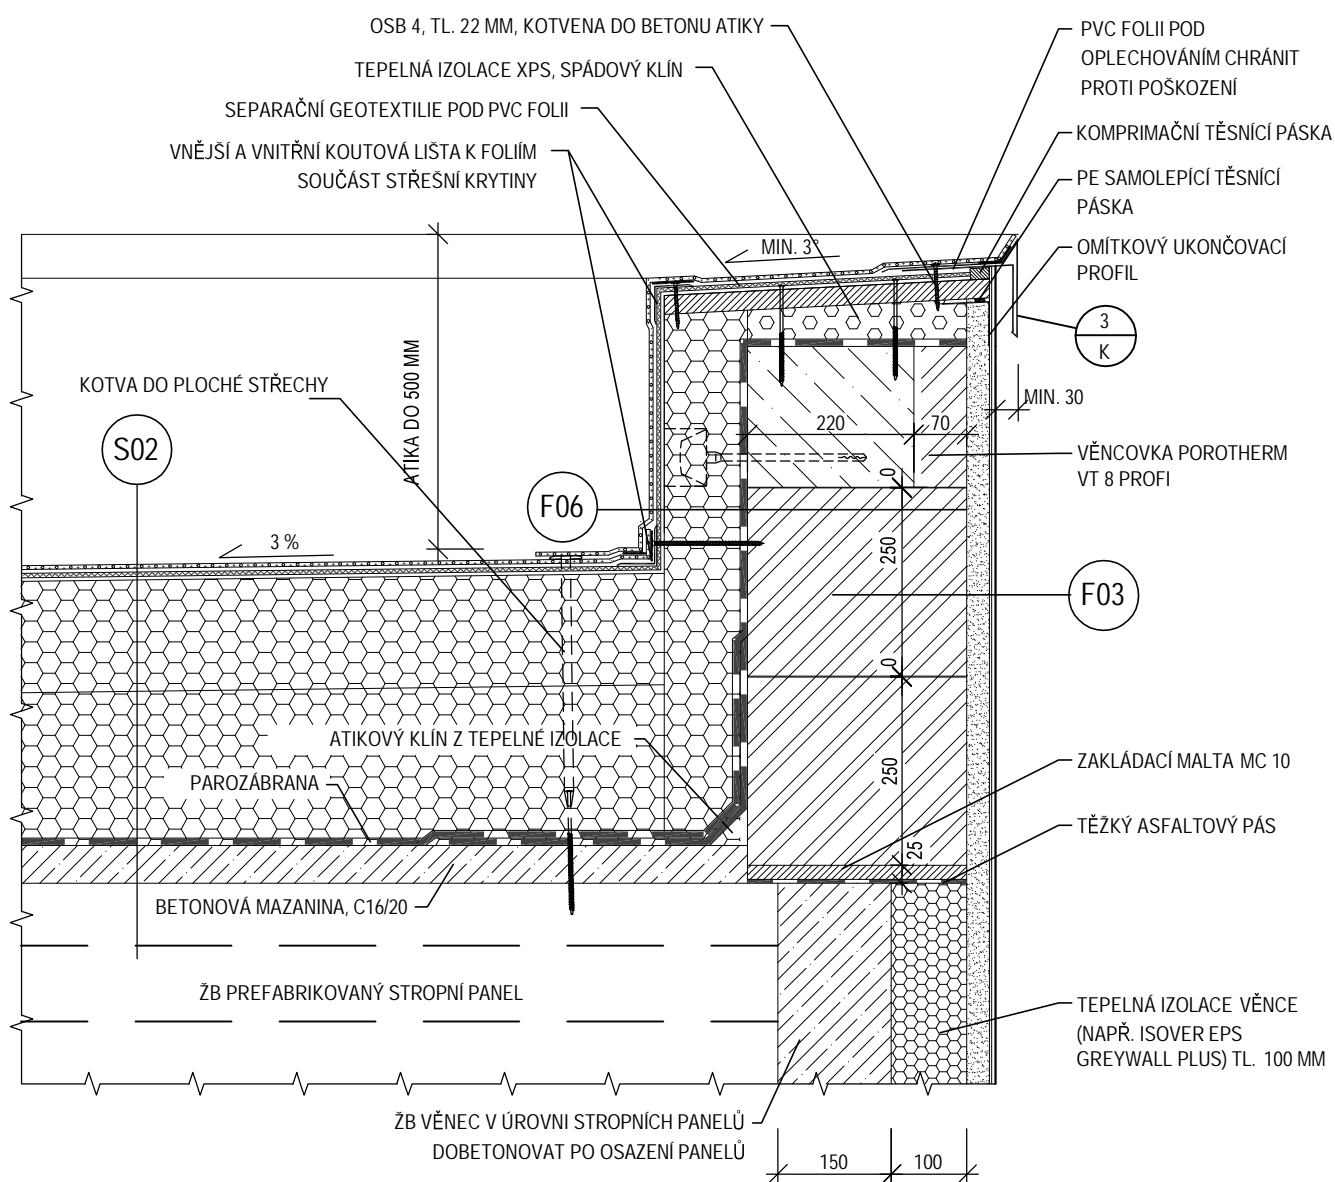 OSB 4, TL. 22 MM, KOTVENA DO BETONU ATIKY
TEPELNÁ IZOLACE XPS, SPÁDOVÝ KLÍN
SEPARAČNÍ GEOTEXTILIE POD PVC FOLII
VNĚJŠÍ A VNITŘNÍ KOUTOVÁ LIŠTA K FOLIÍM
SOUČÁST STŘEŠNÍ KRYTINY
PVC FOLII POD
OPLECHOVÁNÍM CHRÁNIT
PROTI POŠKOZENÍ
KOMPRIMAČNÍ TĚSNÍCÍ PÁSKA
PE SAMOLEPÍCÍ TĚSNÍCÍ
PÁSKA
OMÍTKOVÝ UKONČOVACÍ
PROFIL
MIN. 3°
3
K
ATIKA DO 500 MM
KOTVA DO PLOCHÉ STŘECHY
MIN. 30
220
70
S02
VĚNCOVKA POROTHERM
VT 8 PROFI
0
F06
3 %
250
F03
0
ATIKOVÝ KLÍN Z TEPELNÉ IZOLACE
PAROZÁBRANA
250
ZAKLÁDACÍ MALTA MC 10
TĚŽKÝ ASFALTOVÝ PÁS
25
BETONOVÁ MAZANINA, C16/20
ŽB PREFABRIKOVANÝ STROPNÍ PANEL
TEPELNÁ IZOLACE VĚNCE
(NAPŘ. ISOVER EPS
GREYWALL PLUS) TL. 100 MM
ŽB VĚNEC V ÚROVNI STROPNÍCH PANELŮ
DOBETONOVAT PO OSAZENÍ PANELŮ
150
100